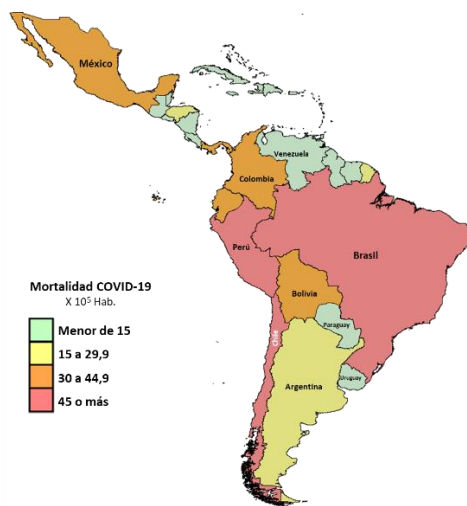 México
Venezuela
Colombia
Perú
Brasil
Bolivia
Paraguay
Chile
Uruguay
Argentina
Mortalidad COVID-19
X 10⁵ Hab.
Menor de 15
15 a 29,9
30 a 44,9
45 o más